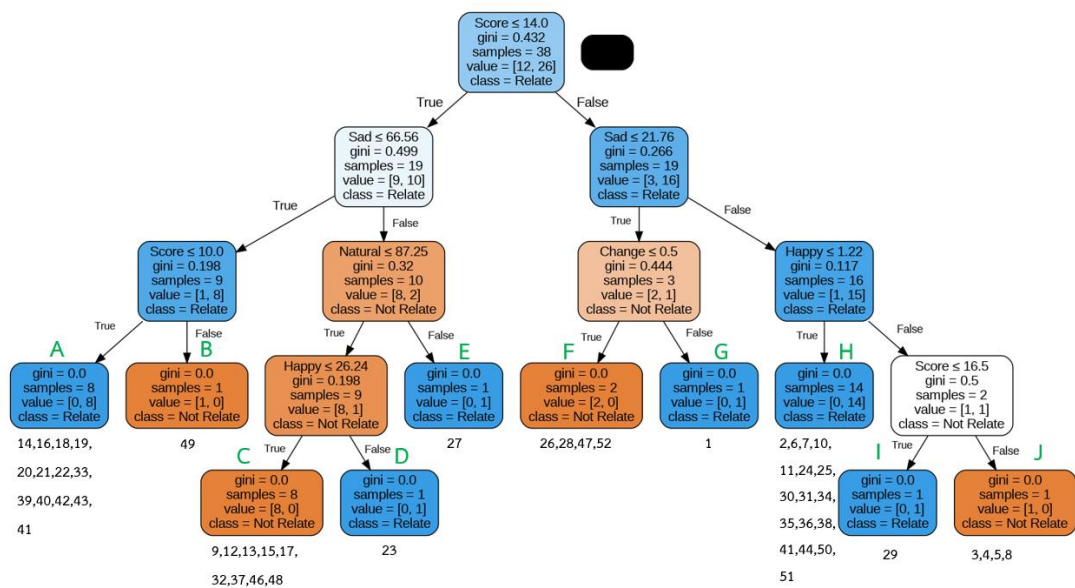 Score ≤ 14.0
gini = 0.432
samples = 38
value = [12, 26]
class = Relate
True
False
Sad ≤ 66.56
gini = 0.499
samples = 19
value = [9, 10]
class = Relate
Sad ≤ 21.76
gini = 0.266
samples = 19
value = [3, 16]
class = Relate
True
False
True
False
Score ≤ 10.0
gini = 0.198
samples = 9
value = [1, 8]
class = Relate
Natural ≤ 87.25
gini = 0.32
samples = 10
value = [8, 2]
class = Not Relate
Change ≤ 0.5
gini = 0.444
samples = 3
value = [2, 1]
class = Not Relate
Happy ≤ 1.22
gini = 0.117
samples = 16
value = [1, 15]
class = Relate
True
False
True
False
True
False
True
False
A
gini = 0.0
samples = 8
value = [0, 8]
class = Relate
14,16,18,19,
20,21,22,33,
39,40,42,43,
41
B
gini = 0.0
samples = 1
value = [1, 0]
class = Not Relate
49
Happy ≤ 26.24
gini = 0.198
samples = 9
value = [8, 1]
class = Not Relate
E
gini = 0.0
samples = 1
value = [0, 1]
class = Relate
27
F
gini = 0.0
samples = 2
value = [2, 0]
class = Not Relate
26,28,47,52
G
gini = 0.0
samples = 1
value = [0, 1]
class = Relate
1
H
gini = 0.0
samples = 14
value = [0, 14]
class = Relate
2,6,7,10,
11,24,25,
30,31,34,
35,36,38,
41,44,50,
51
Score ≤ 16.5
gini = 0.5
samples = 2
value = [1, 1]
class = Not Relate
True
False
True
False
C
gini = 0.0
samples = 8
value = [8, 0]
class = Not Relate
9,12,13,15,17,
32,37,46,48
D
gini = 0.0
samples = 1
value = [0, 1]
class = Relate
23
I
gini = 0.0
samples = 1
value = [0, 1]
class = Relate
29
J
gini = 0.0
samples = 1
value = [1, 0]
class = Not Relate
3,4,5,8